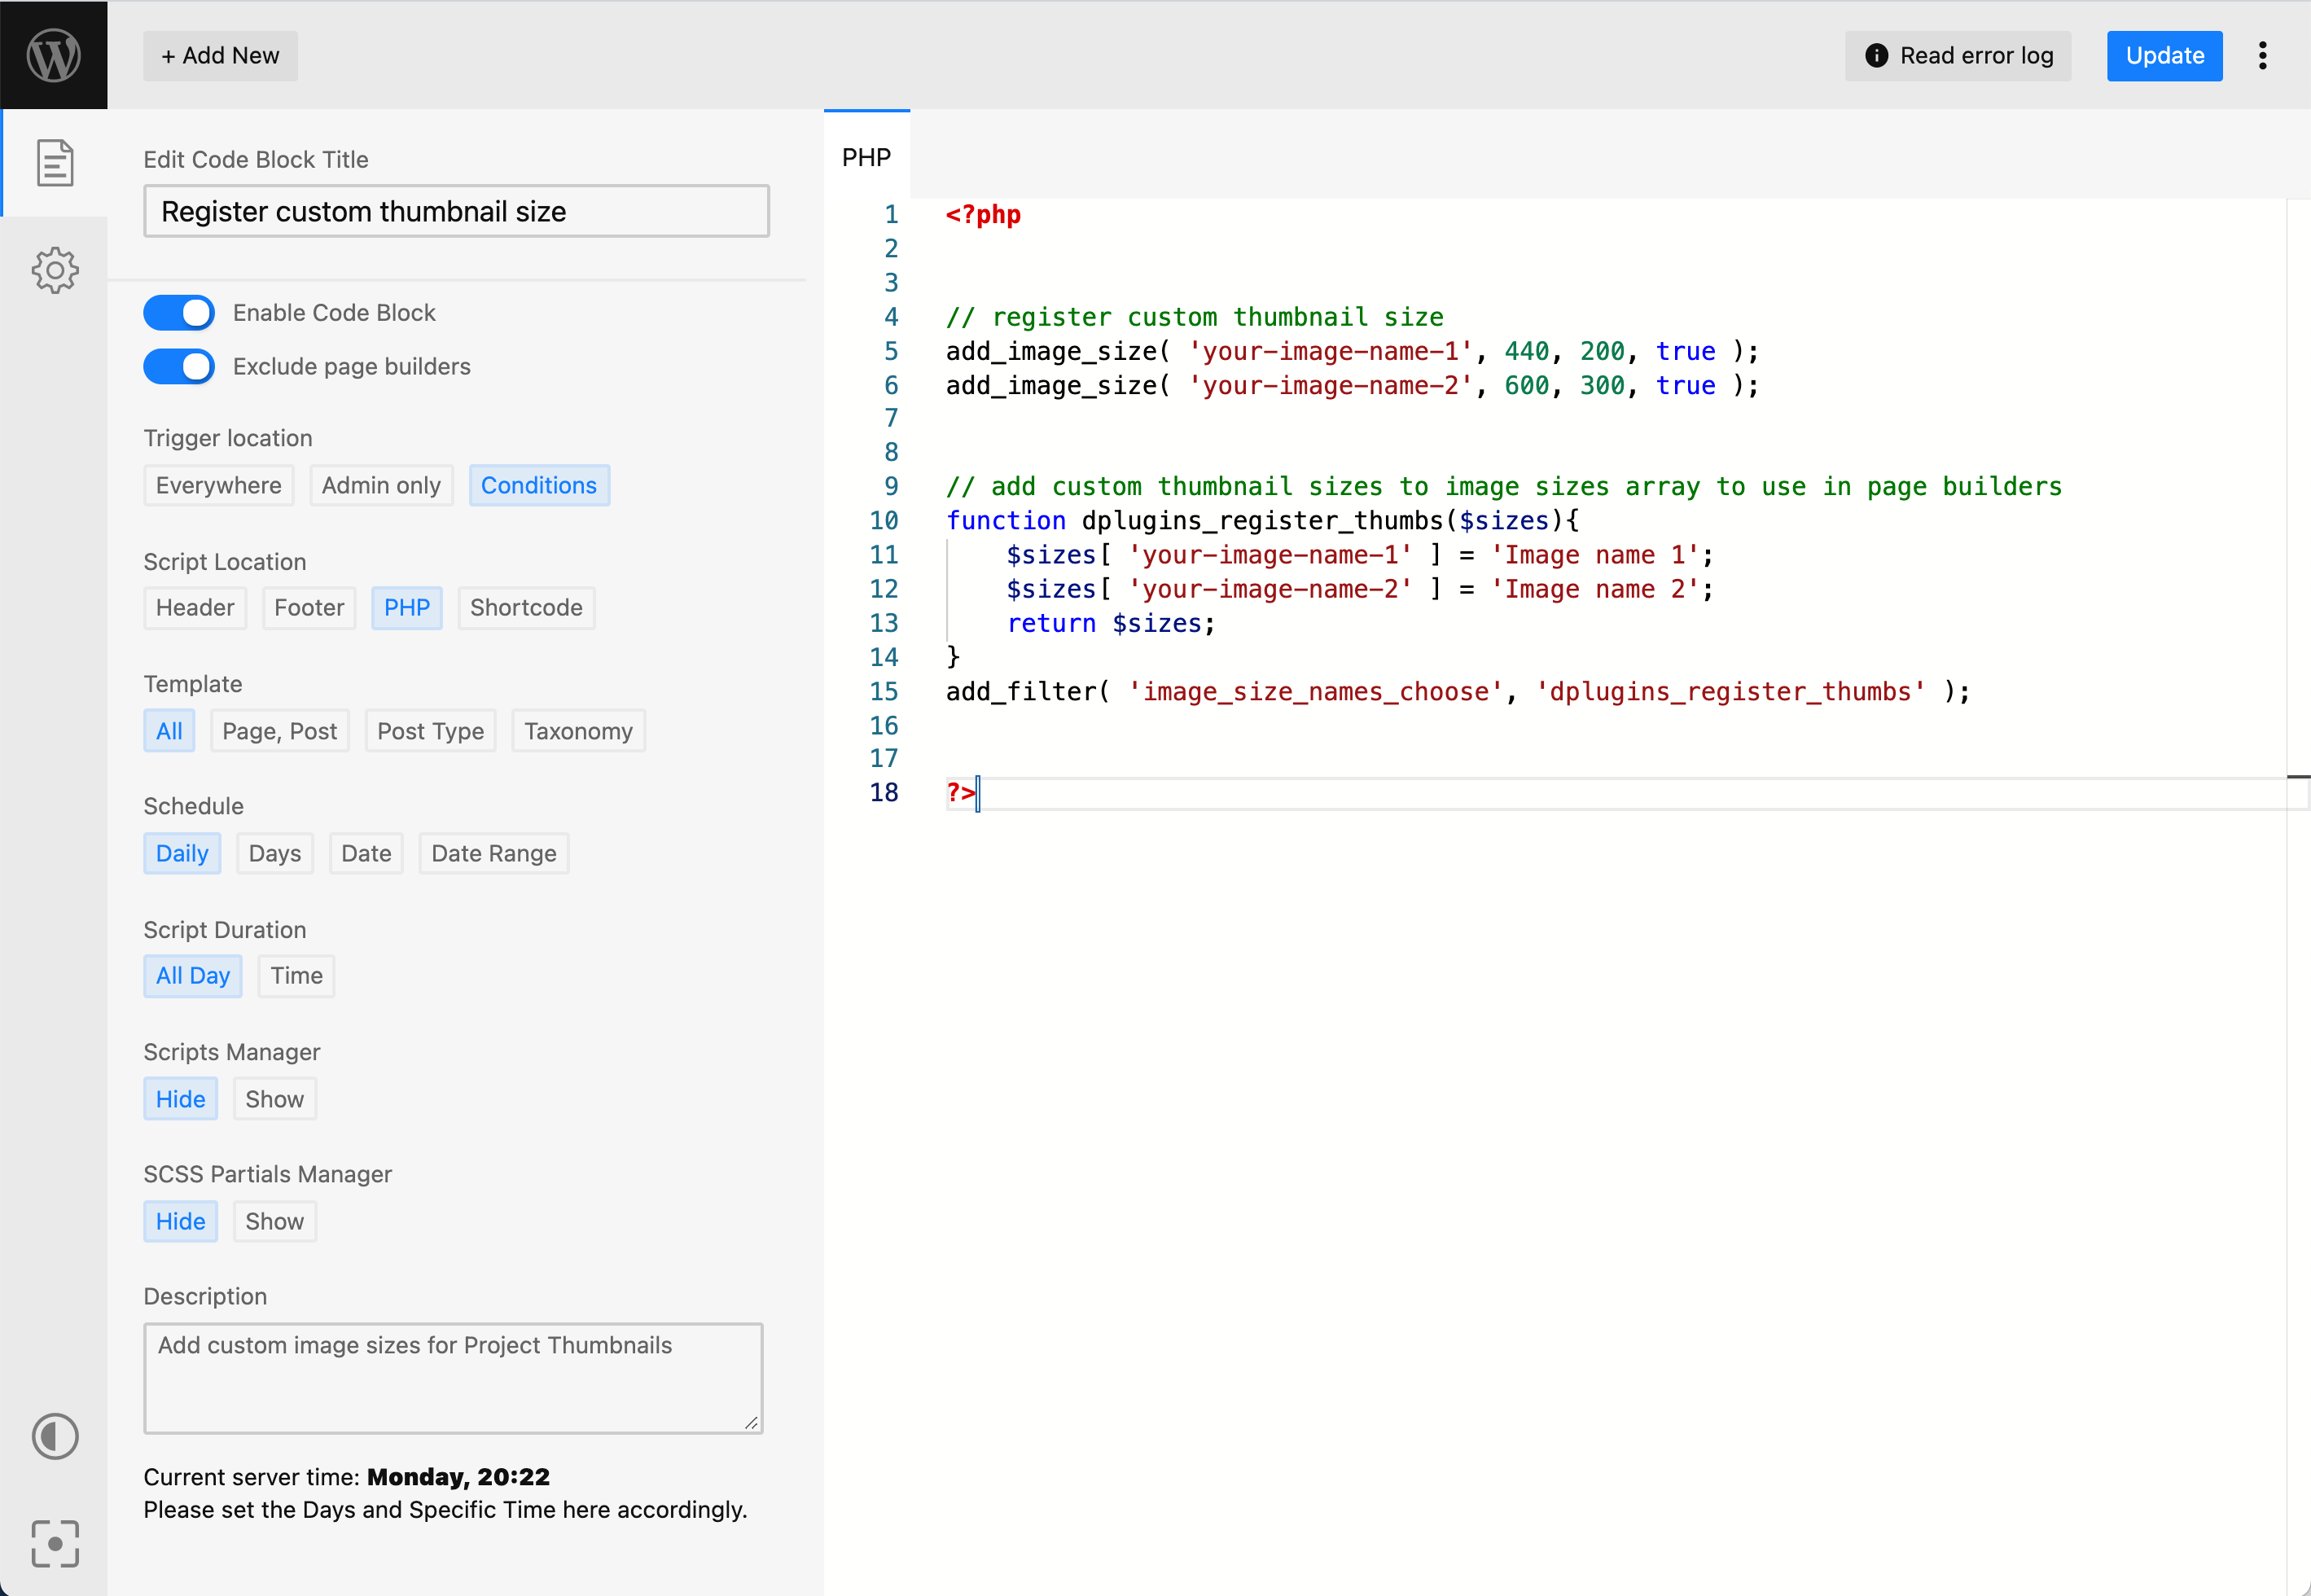 + Add New
Read error log
Update
Edit Code Block Title
Register custom thumbnail size
Enable Code Block
Exclude page builders
Trigger location
Everywhere Admin only Conditions
Script Location
Header Footer PHP Shortcode
Template
All Page, Post Post Type Taxonomy
Schedule
Daily Days Date Date Range
Script Duration
All Day Time
Scripts Manager
Hide Show
SCSS Partials Manager
Hide Show
Description
Add custom image sizes for Project Thumbnails
Current server time: Monday, 20:22
Please set the Days and Specific Time here accordingly.
PHP
1 <?php
2
3
4 // register custom thumbnail size
5 add_image_size( 'your-image-name-1', 440, 200, true );
6 add_image_size( 'your-image-name-2', 600, 300, true );
7
8
9 // add custom thumbnail sizes to image sizes array to use in page builders
10 function dplugins_register_thumbs($sizes){
11     $sizes[ 'your-image-name-1' ] = 'Image name 1';
12     $sizes[ 'your-image-name-2' ] = 'Image name 2';
13     return $sizes;
14 }
15 add_filter( 'image_size_names_choose', 'dplugins_register_thumbs' );
16
17
18 ?>